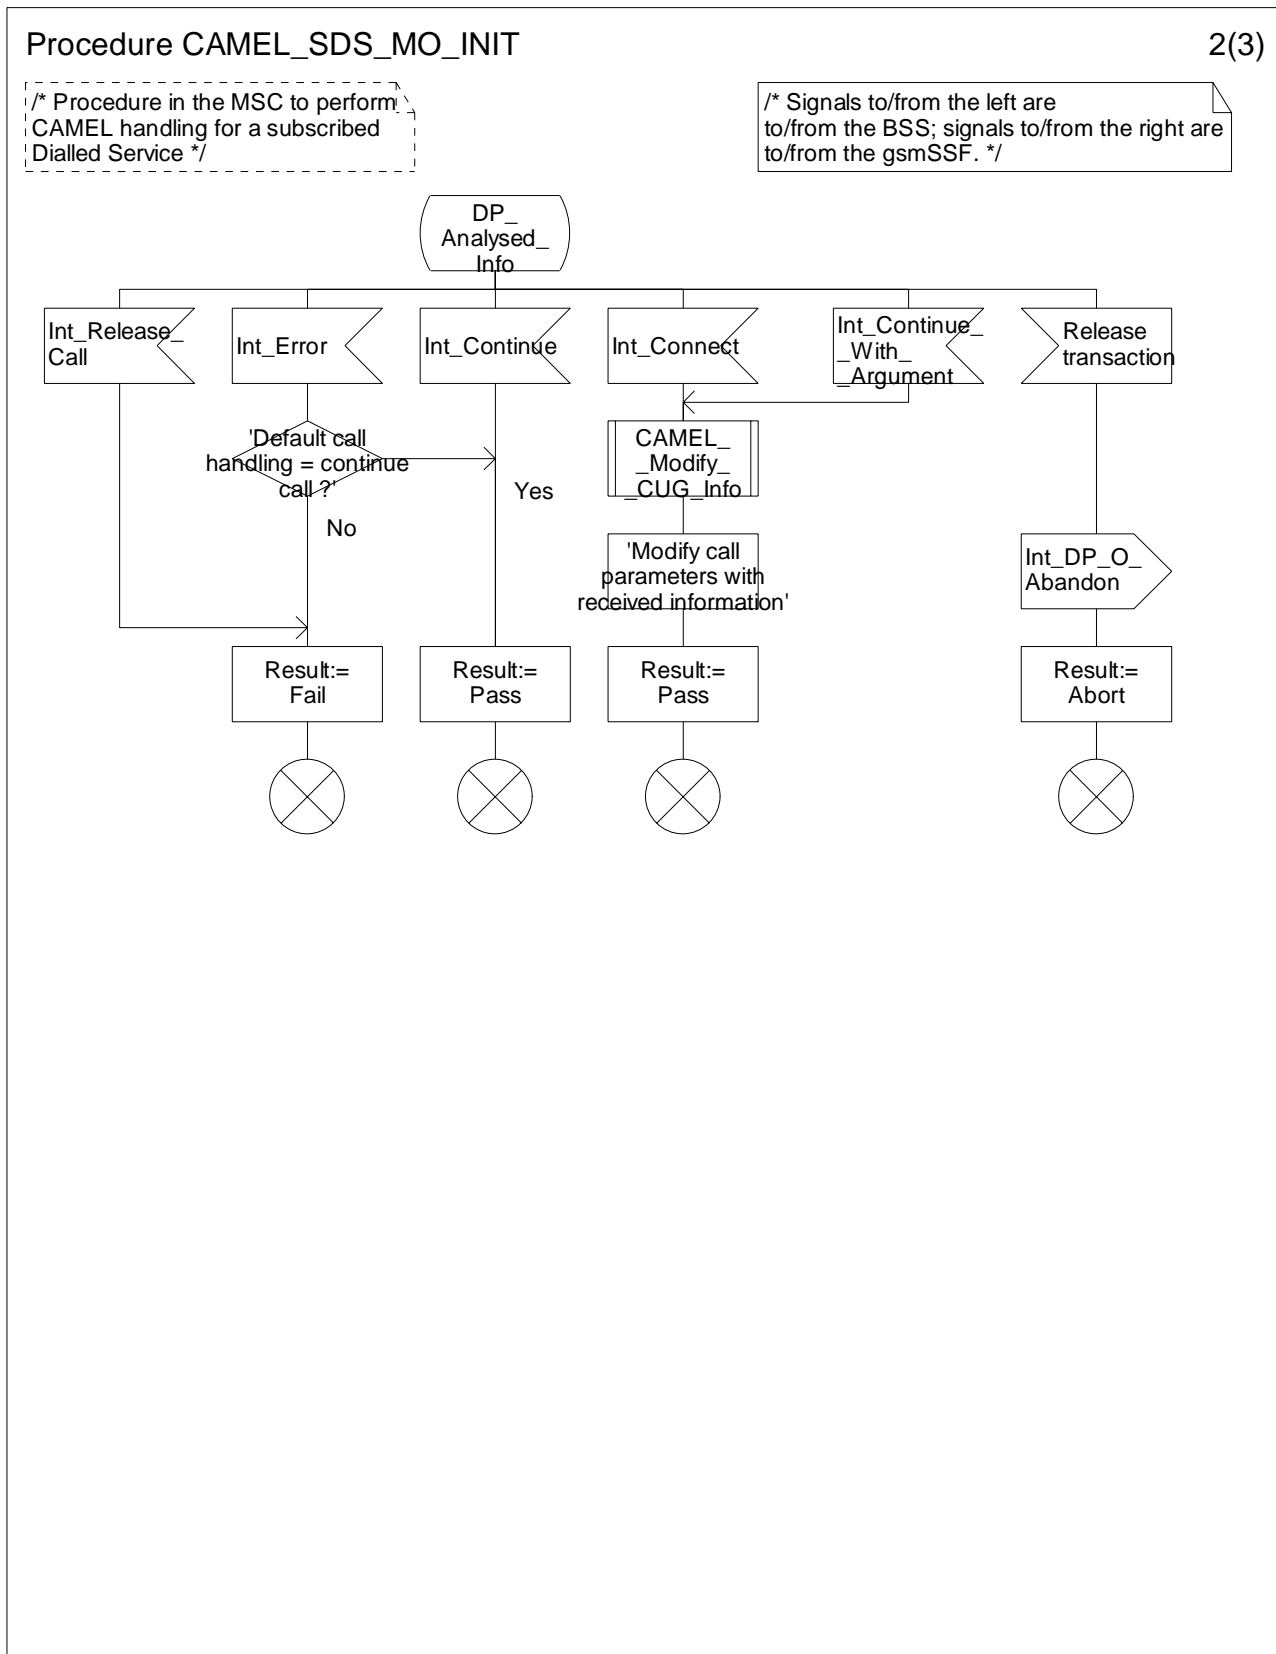 Procedure CAMEL_SDS_MO_INIT
2(3)
/* Procedure in the MSC to perform
CAMEL handling for a subscribed
Dialled Service */
/* Signals to/from the left are
to/from the BSS; signals to/from the right are
to/from the gsmSSF. */
DP_
Analysed_
Info
Int_Release_
Call
Int_Error
Int_Continue
Int_Connect
Int_Continue_
_With_
_Argument
Release
transaction
'Default call
handling = continue
call ?'
Yes
No
CAMEL_
_Modify_
_CUG_Info
'Modify call
parameters with
received information'
Int_DP_O_
Abandon
Result:=
Fail
Result:=
Pass
Result:=
Pass
Result:=
Abort